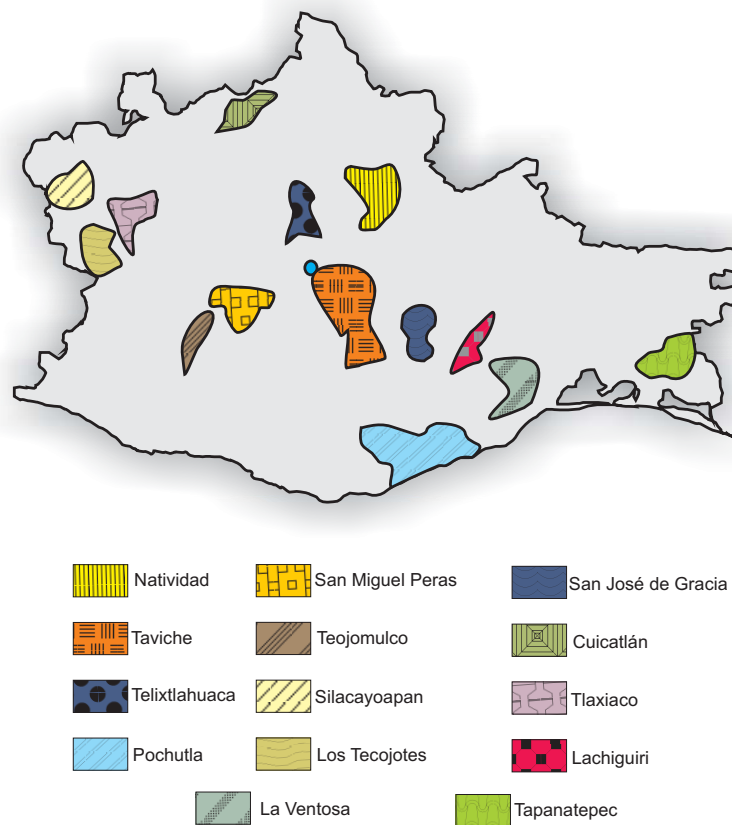 Natividad
San Miguel Peras
San José de Gracia
Taviche
Teojomulco
Cuicatlán
Telixtlahuaca
Silacayoapan
Tlaxiaco
Pochutla
Los Tecojotes
Lachiguiri
La Ventosa
Tapanatepec